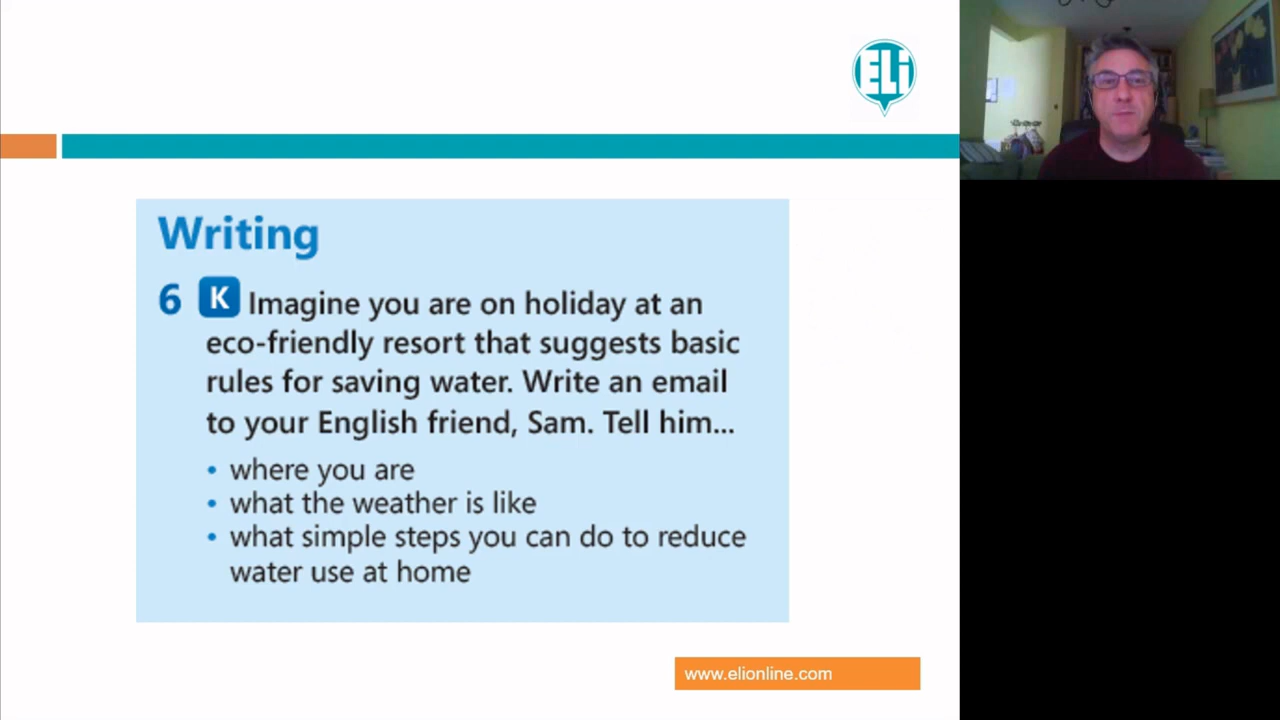 ELi
Writing
6 K Imagine you are on holiday at an
eco-friendly resort that suggests basic
rules for saving water. Write an email
to your English friend, Sam. Tell him...
• where you are
• what the weather is like
• what simple steps you can do to reduce
water use at home
www.elionline.com